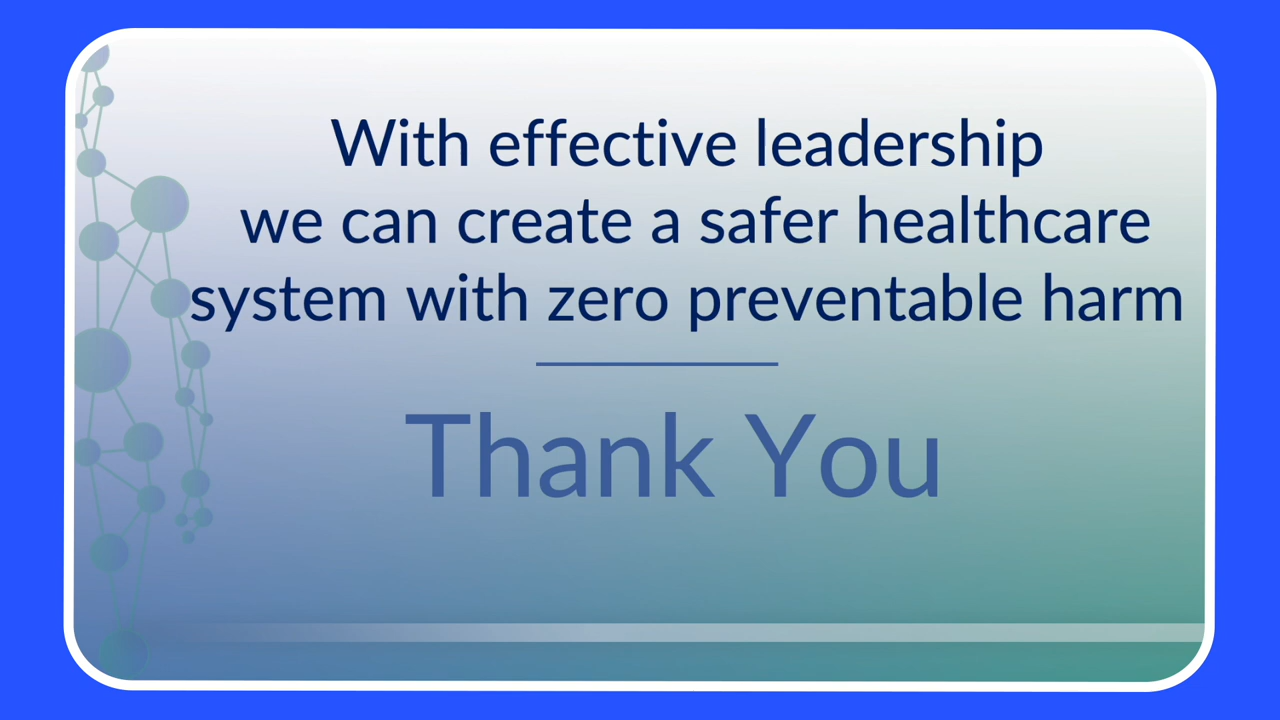 With effective leadership
we can create a safer healthcare
system with zero preventable harm
Thank You